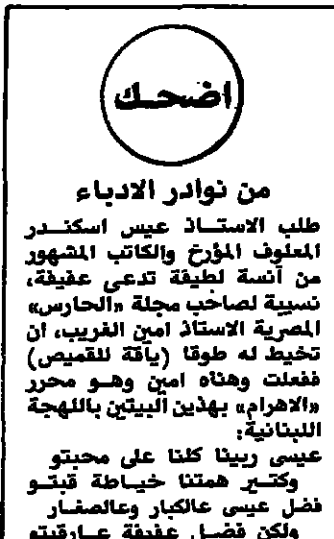 اضحك
من نوادر الادباء
طلب الاستاذ عيس اسكندر
المعلوف المؤرخ والكاتب المشهور
من آنسة لطيفة تدعى عفيفة،
نسيبة لصاحب مجلة «الحارس»
المصرية الاستاذ امين الغريب، ان
تخيط له طوقا (ياقة للقميص)
ففعلت وهناه امين وهو محرر
«الاهرام» بهذين البيتين باللهجة
اللبنانية:
عيسى ربينا كلنا على محبتو
وكتير همتنا خياطة قبتو
فضل عيسى عالكبار وعالصغار
ولكن فضل عفيفة عارقبتو